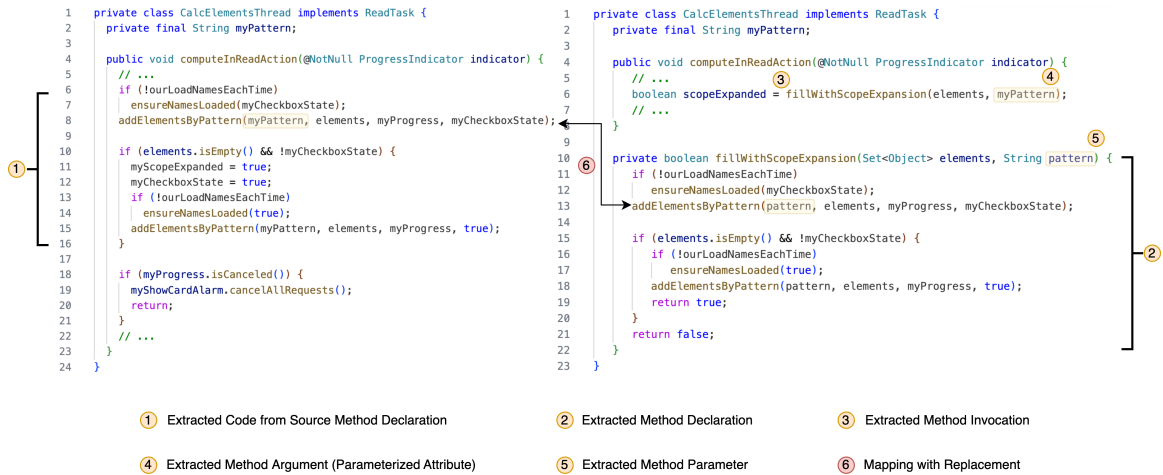 1 private class CalcElementsThread implements ReadTask {
2 private final String myPattern;
3
4 public void computeInReadAction(@NotNull ProgressIndicator indicator) {
5 // ...
6 if (!ourLoadNamesEachTime)
7 ensureNamesLoaded(myCheckboxState);
8 addElementsByPattern(myPattern, elements, myProgress, myCheckboxState);
9
10 if (elements.isEmpty() && !myCheckboxState) {
11 myScopeExpanded = true;
12 myCheckboxState = true;
13 if (!ourLoadNamesEachTime)
14 ensureNamesLoaded(true);
15 addElementsByPattern(myPattern, elements, myProgress, true);
16 }
17
18 if (myProgress.isCanceled()) {
19 myShowCardAlarm.cancelAllRequests();
20 return;
21 }
22 // ...
23 }
24 }
1
1 private class CalcElementsThread implements ReadTask {
2 private final String myPattern;
3
4 public void computeInReadAction(@NotNull ProgressIndicator indicator) {
5 // ...
3
4
6 boolean scopeExpanded = fillWithScopeExpansion(elements, myPattern);
7 // ...
8 }
9
5
10 private boolean fillWithScopeExpansion(Set<Object> elements, String pattern) {
6
11 if (!ourLoadNamesEachTime)
12 ensureNamesLoaded(myCheckboxState);
13 addElementsByPattern(pattern, elements, myProgress, myCheckboxState);
14
15 if (elements.isEmpty() && !myCheckboxState) {
16 if (!ourLoadNamesEachTime)
17 ensureNamesLoaded(true);
18 addElementsByPattern(pattern, elements, myProgress, true);
19 return true;
20 }
21 return false;
22 }
23 }
2
1 Extracted Code from Source Method Declaration
2 Extracted Method Declaration
3 Extracted Method Invocation
4 Extracted Method Argument (Parameterized Attribute)
5 Extracted Method Parameter
6 Mapping with Replacement